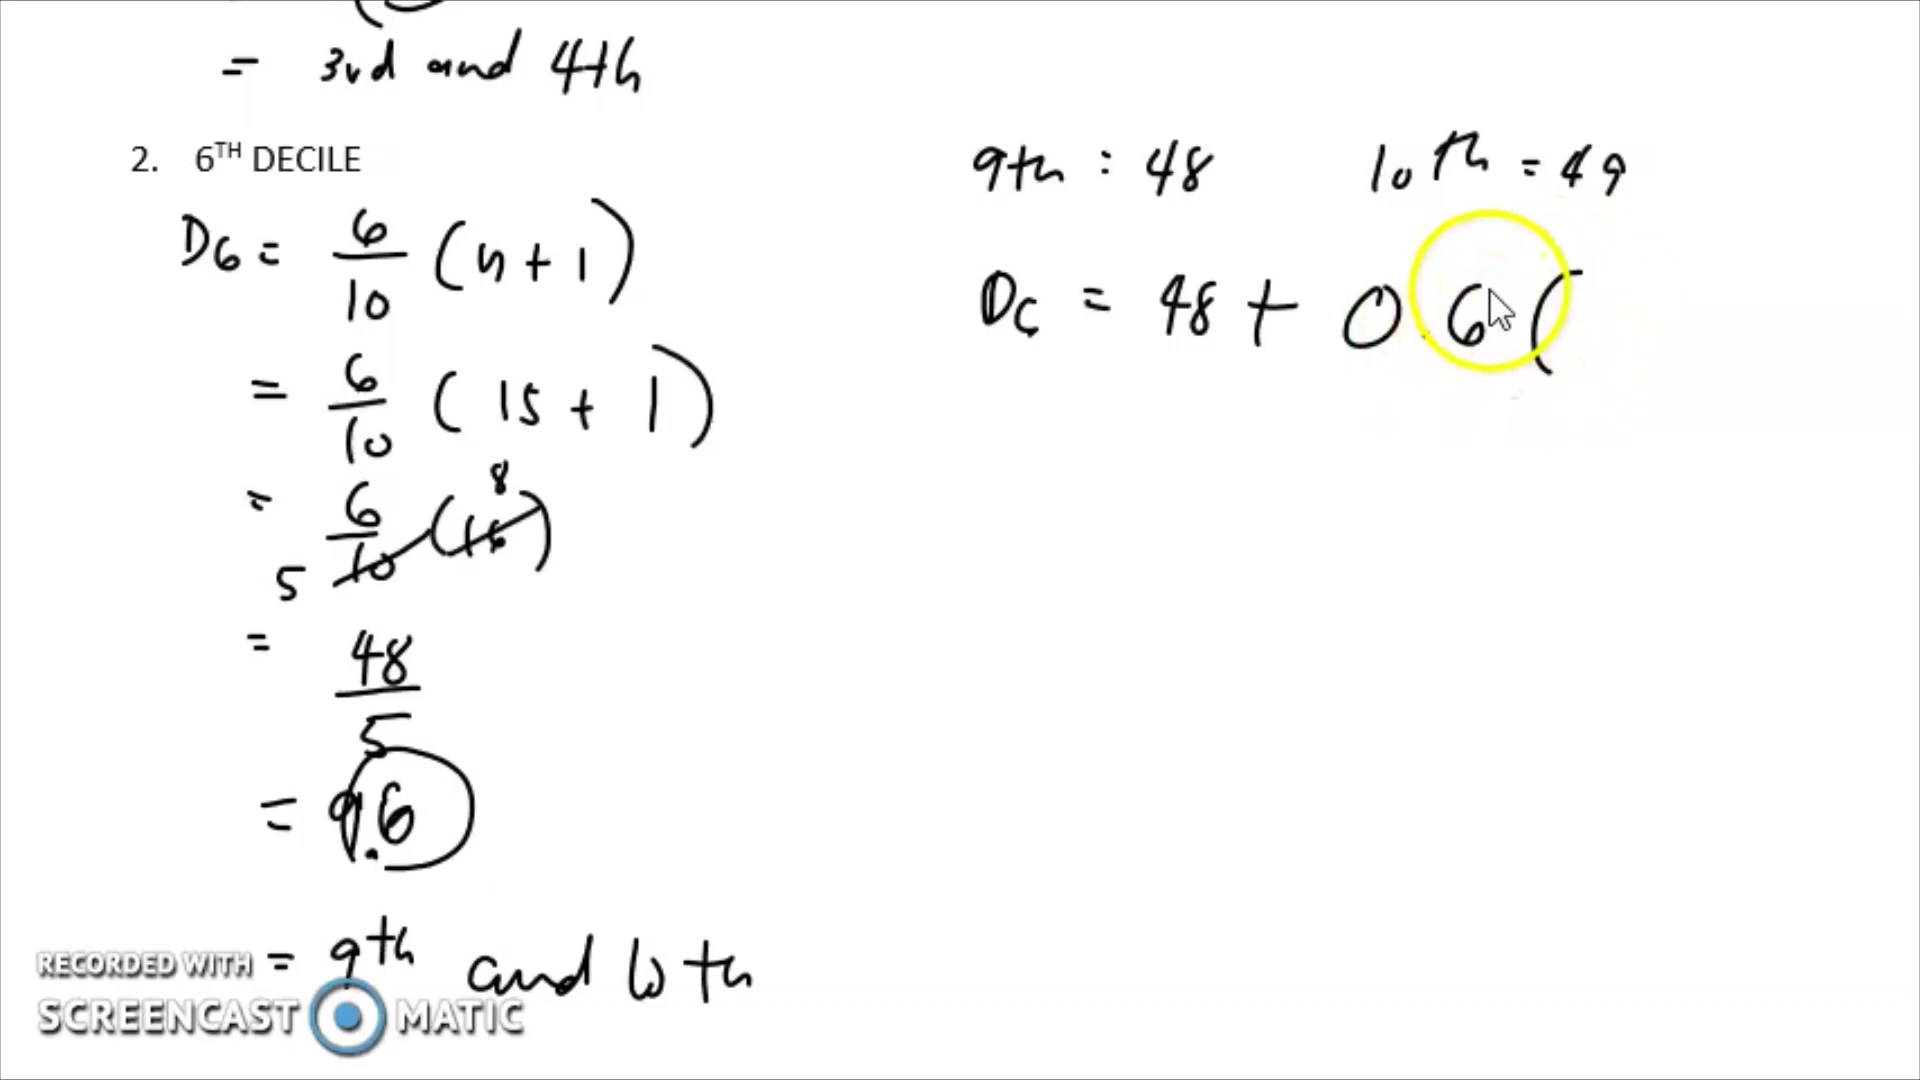 = 3rd and 4th
2. 6TH DECILE
D6 = 6/10 (n + 1)
= 6/10 (15 + 1)
= 6/10 (16) 8
5
= 48/5
= 9.6
= 9th and 10th
9th : 48 10th = 49
D6 = 48 + 0.6 (
RECORDED WITH
SCREENCAST MATIC